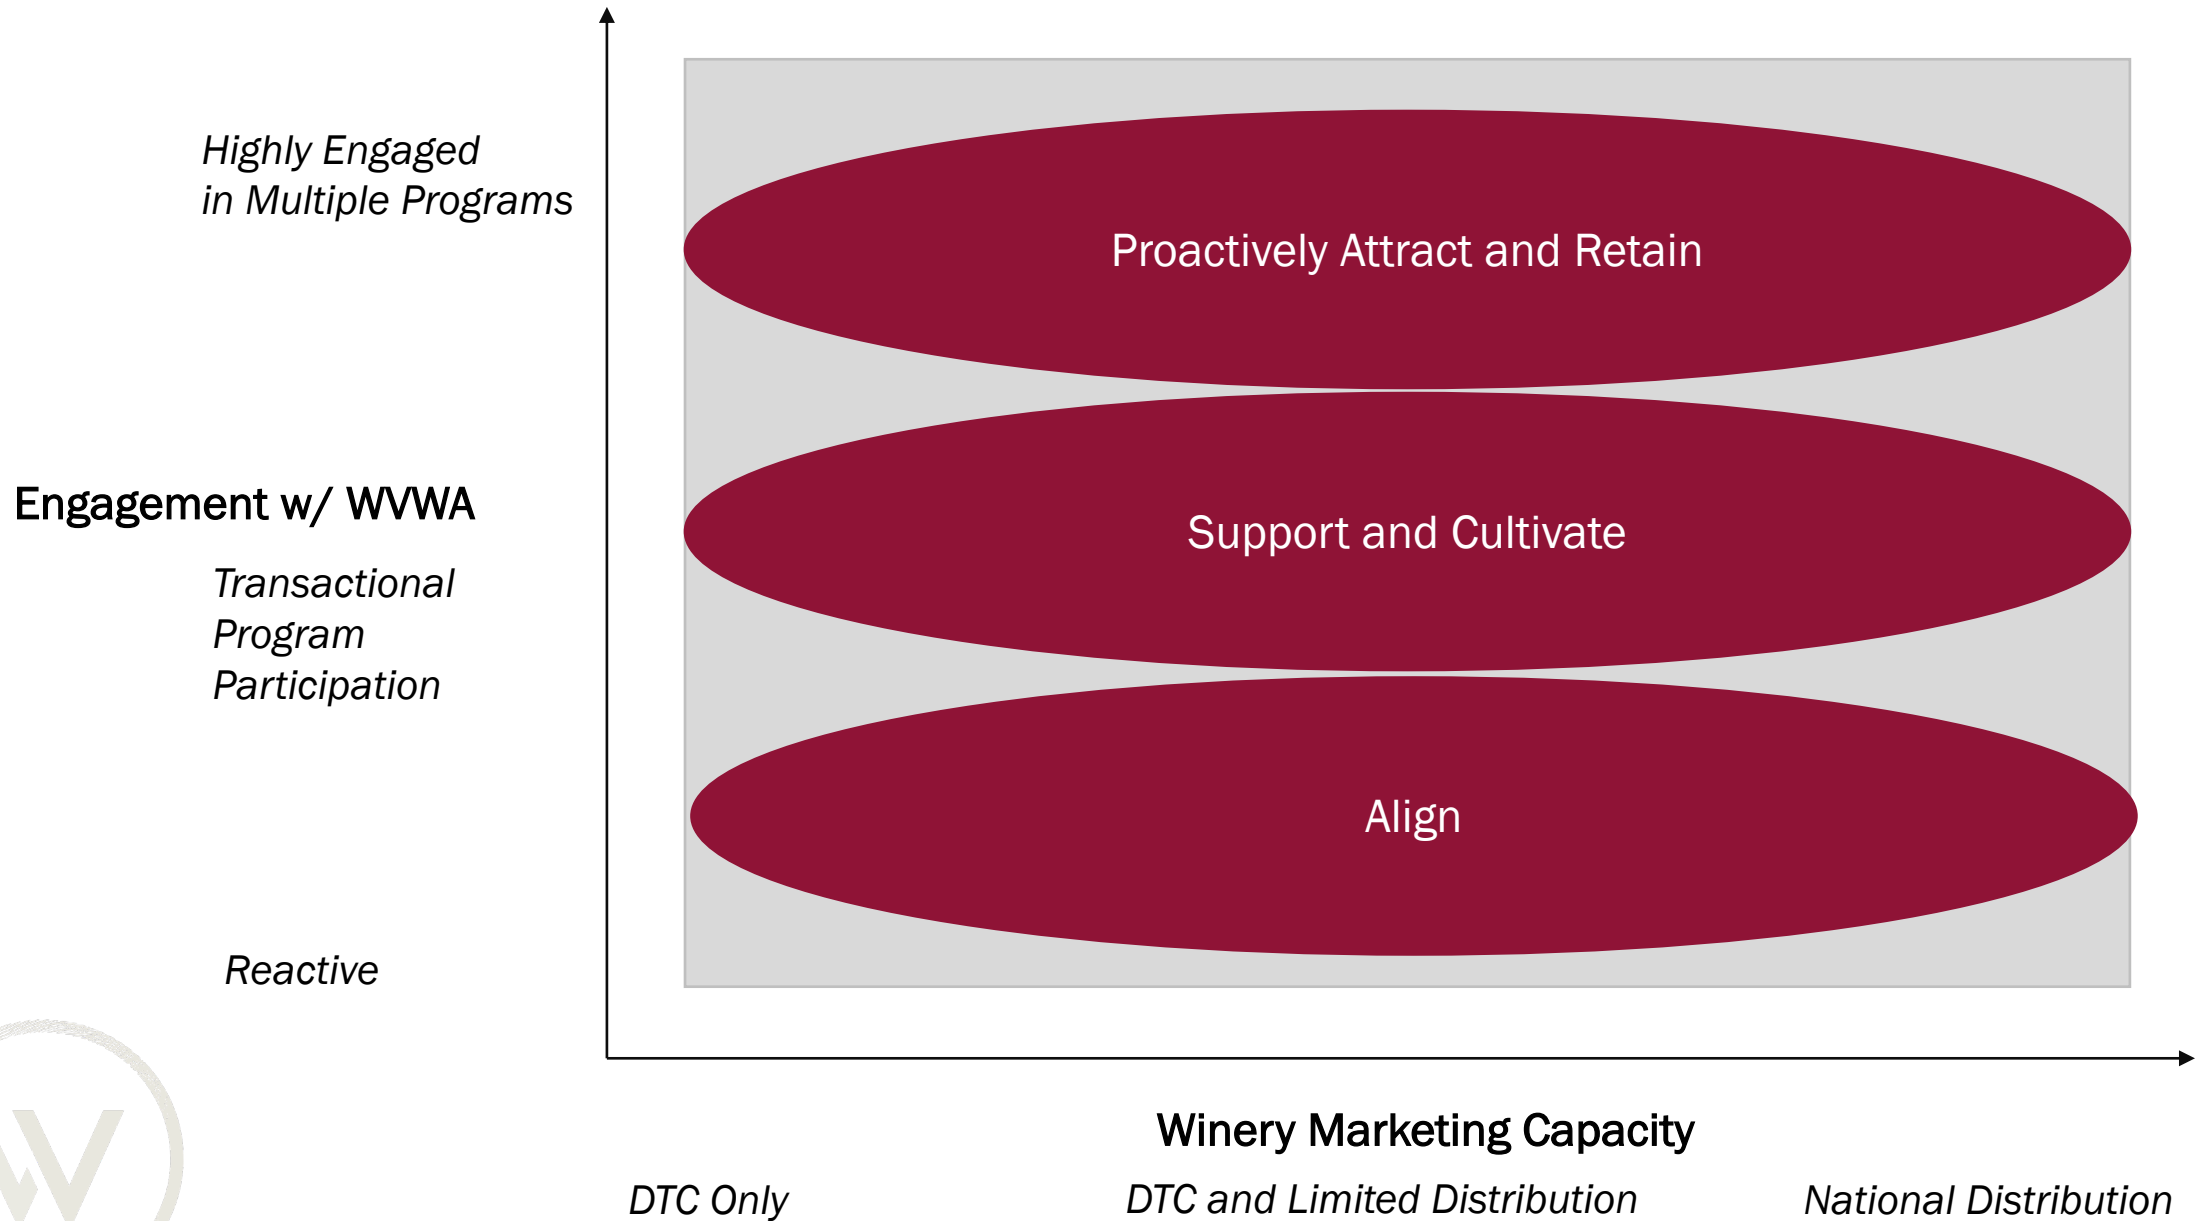 Highly Engaged
in Multiple Programs
Proactively Attract and Retain
Engagement w/ WVWA
Support and Cultivate
Transactional
Program
Participation
Align
Reactive
Winery Marketing Capacity
DTC Only
DTC and Limited Distribution
National Distribution